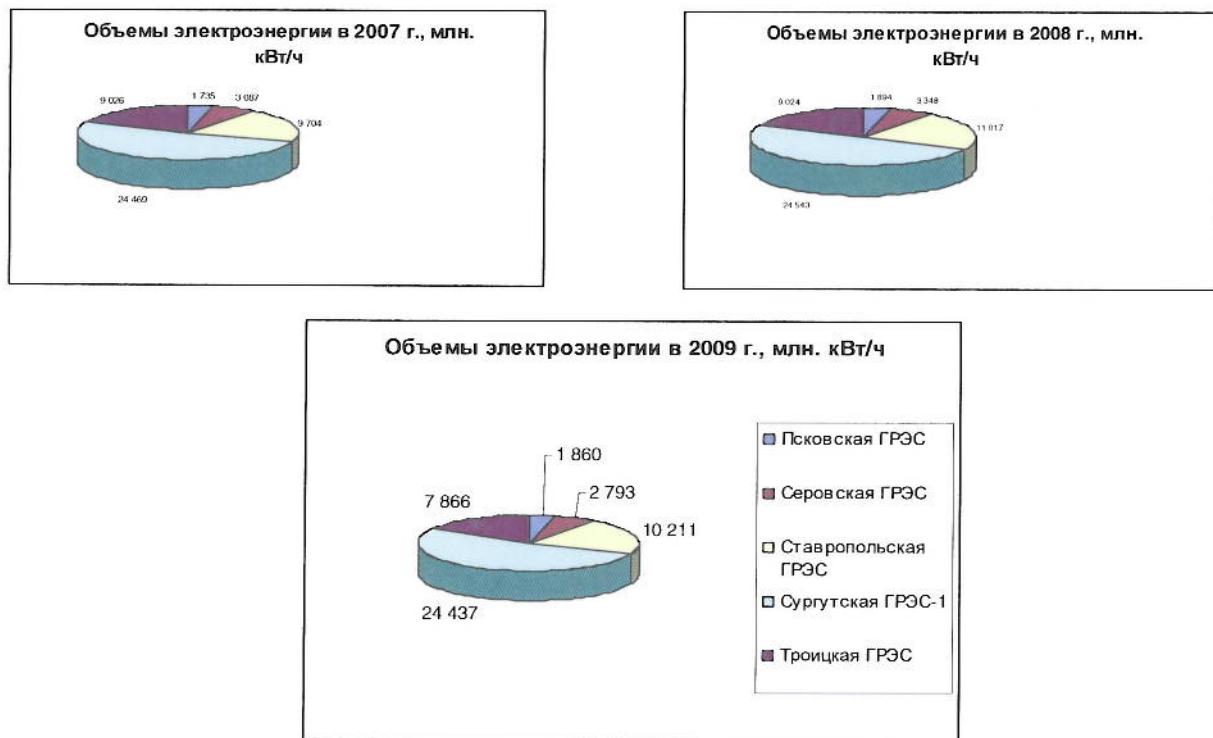 Объемы электроэнергии в 2007 г., млн.
кВт/ч
9 026
1 735
3 087
9 704
24 469
Объемы электроэнергии в 2008 г., млн.
кВт/ч
9 024
1 894
3 348
11 017
24 543
Объемы электроэнергии в 2009 г., млн. кВт/ч
1 860
2 793
7 866
10 211
24 437
Псковская ГРЭС
Серовская ГРЭС
Ставропольская
ГРЭС
Сургутская ГРЭС-1
Троицкая ГРЭС